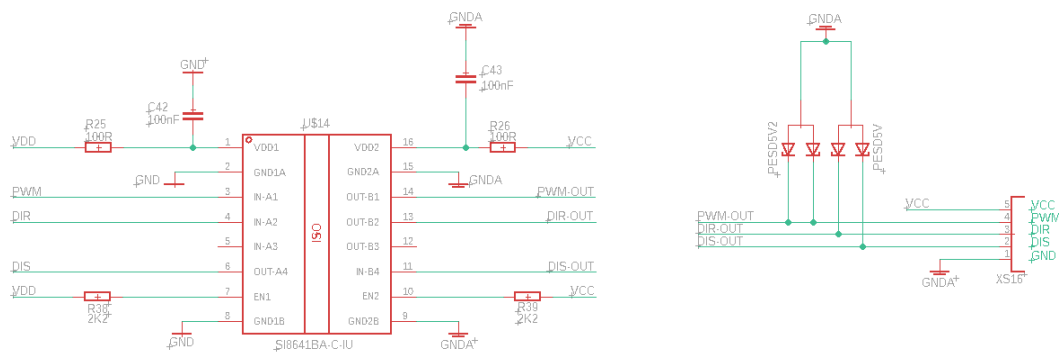 GNDA
GND
C43
100nF
C42
100nF
U$14
R25
100R
R26
100R
VDD
VCC
1
VDD1
VDD2
16
2
GND1A
GND2A
15
GND
GNDA
PWM
3
IN-A1
OUT-B1
14
PWM-OUT
DIR
4
IN-A2
OUT-B2
13
DIR-OUT
ISO
5
IN-A3
OUT-B3
12
DIS
6
OUT-A4
IN-B4
11
DIS-OUT
VDD
7
EN1
EN2
10
VCC
R38
2K2
R39
2K2
8
GND1B
GND2B
9
GND
GNDA
SI8641BA-C-IU
GNDA
PESD5V2
PESD5V
VCC
5
VCC
PWM-OUT
4
PWM
DIR-OUT
3
DIR
DIS-OUT
2
DIS
1
GND
GNDA
XS16